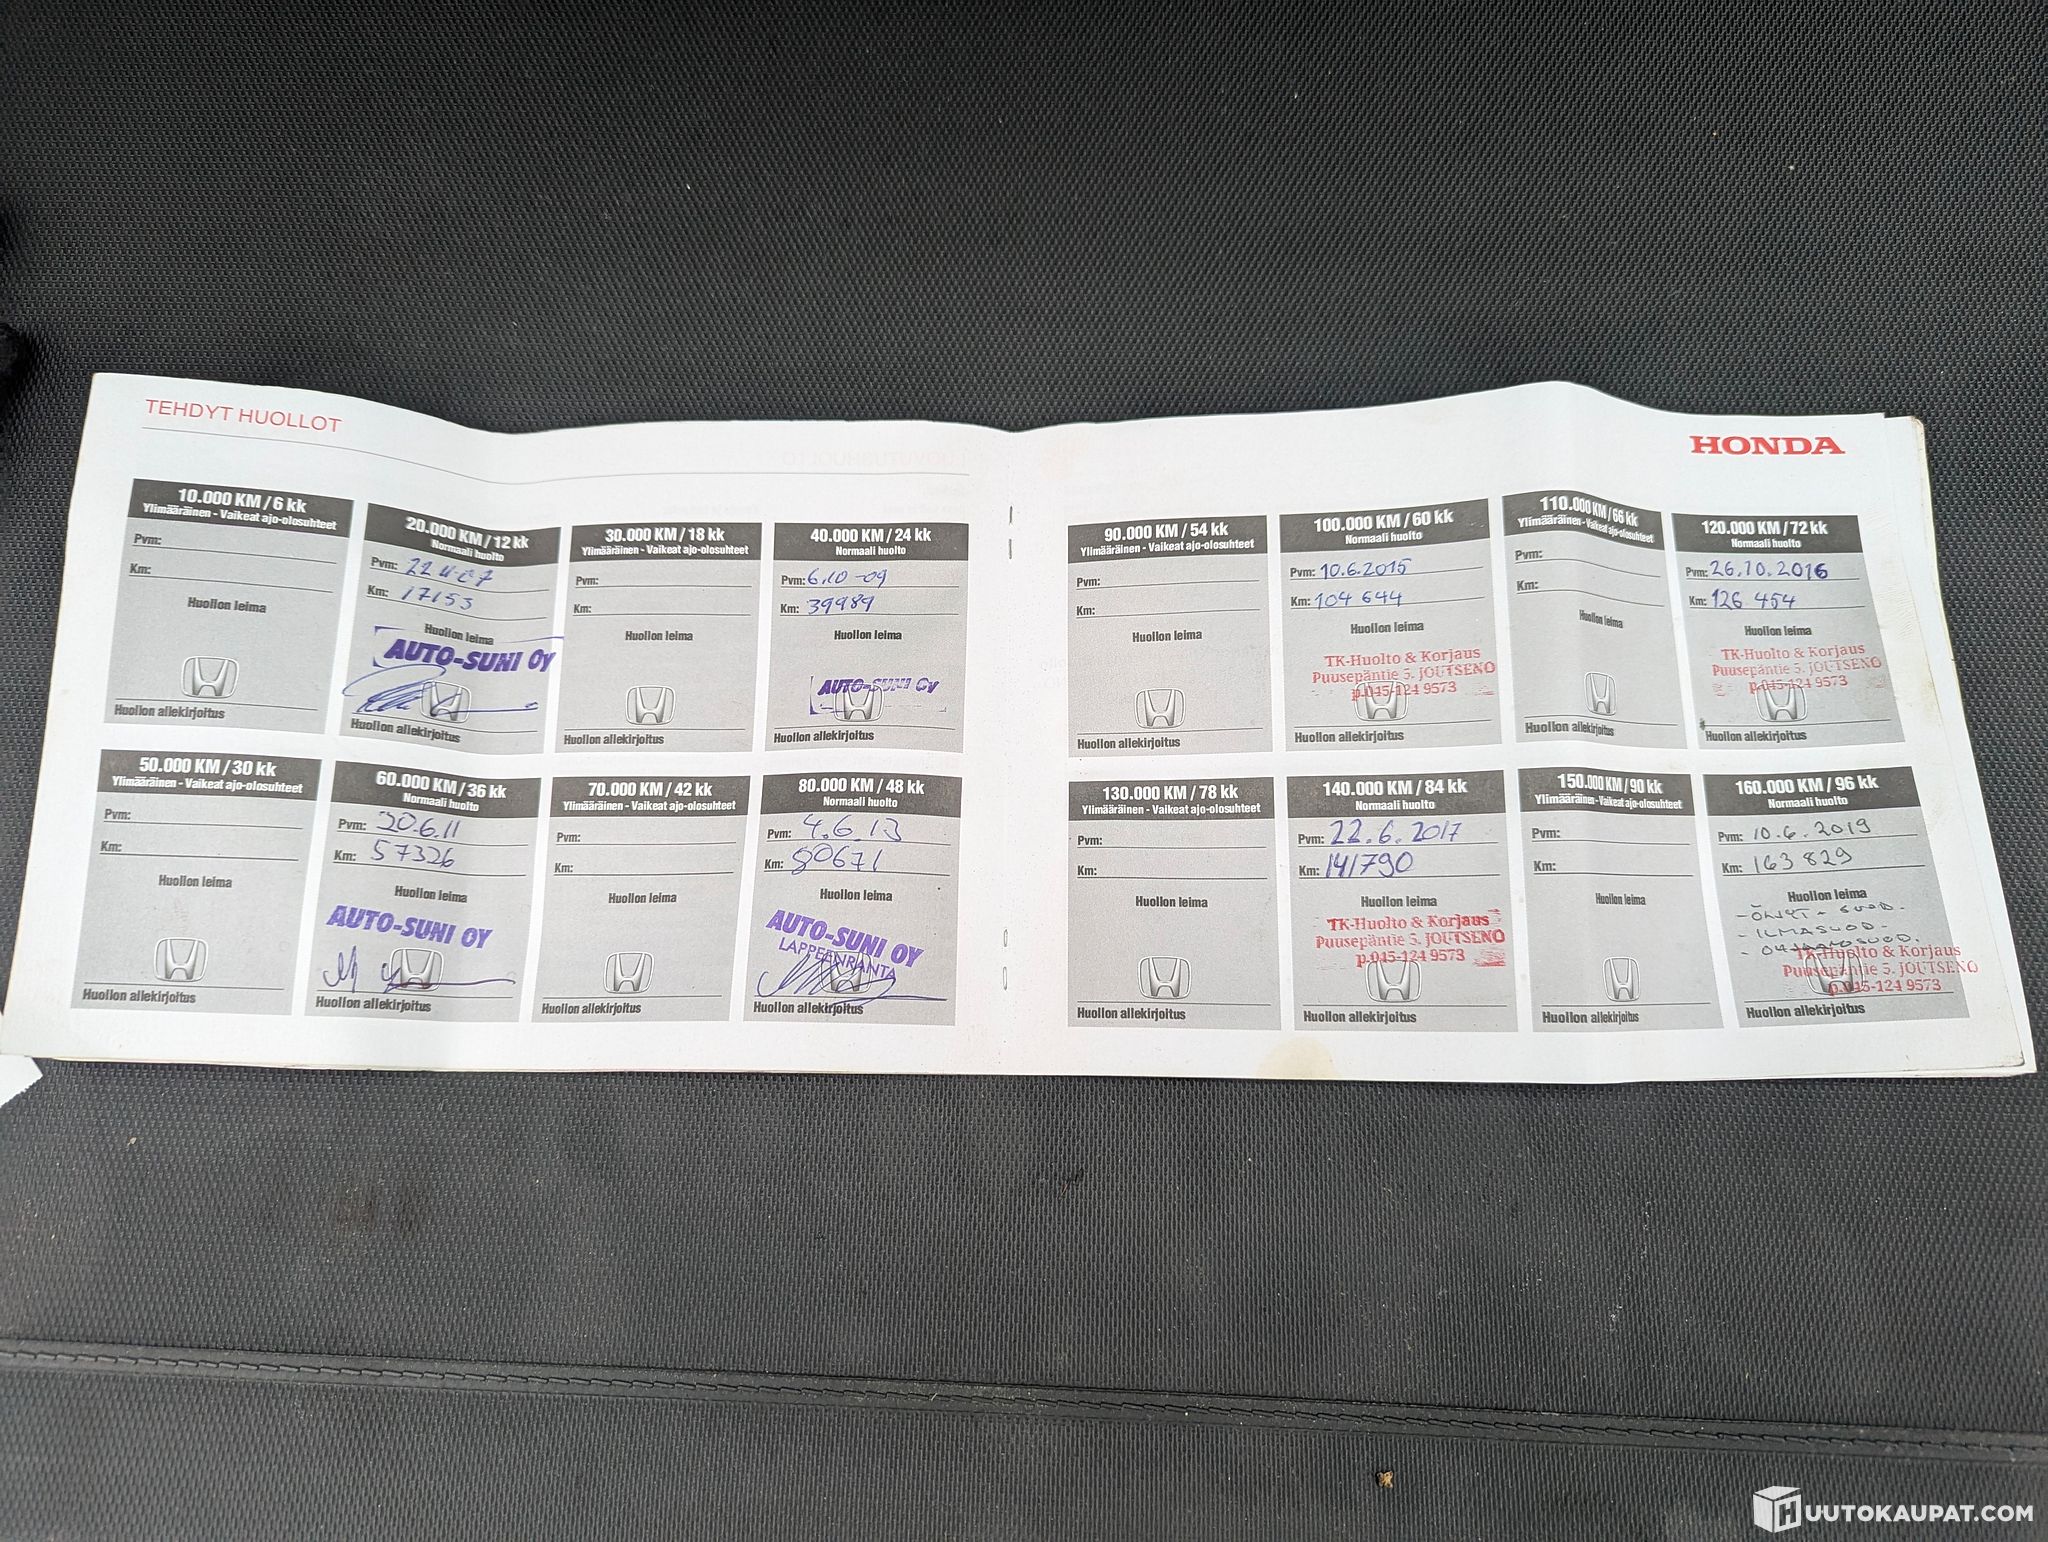 TEHDYT HUOLLOT
10.000 KM / 6 kk
Ylimääräinen - Vaikeat ajo-olosuhteet
Pvm:
Km:
Huollon leima
Huollon allekirjoitus
20.000 KM / 12 kk
Normaali huolto
Pvm:
Km: 17153
Huollon leima
AUTO-SUNI OY
Huollon allekirjoitus
30.000 KM / 18 kk
Ylimääräinen - Vaikeat ajo-olosuhteet
Pvm:
Km:
Huollon leima
Huollon allekirjoitus
40.000 KM / 24 kk
Normaali huolto
Pvm: 6.10-09
Km: 39989
Huollon leima
AUTO-SUNI OY
Huollon allekirjoitus
50.000 KM / 30 kk
Ylimääräinen - Vaikeat ajo-olosuhteet
Pvm:
Km:
Huollon leima
Huollon allekirjoitus
60.000 KM / 36 kk
Normaali huolto
Pvm: 20.6.11
Km: 57326
Huollon leima
AUTO-SUNI OY
Huollon allekirjoitus
70.000 KM / 42 kk
Ylimääräinen - Vaikeat ajo-olosuhteet
Pvm:
Km:
Huollon leima
Huollon allekirjoitus
80.000 KM / 48 kk
Normaali huolto
Pvm: 4.6.13
Km: 80671
Huollon leima
AUTO-SUNI OY
LAPPEENRANTA
Huollon allekirjoitus
HONDA
90.000 KM / 54 kk
Ylimääräinen - Vaikeat ajo-olosuhteet
Pvm:
Km:
Huollon leima
Huollon allekirjoitus
100.000 KM / 60 kk
Normaali huolto
Pvm: 10.6.2015
Km: 104 644
Huollon leima
TK-Huolto & Korjaus
Puusepäntie 5. JOUTSENO
p.045-124 9573
Huollon allekirjoitus
110.000 KM / 66 kk
Ylimääräinen - Vaikeat ajo-olosuhteet
Pvm:
Km:
Huollon leima
Huollon allekirjoitus
120.000 KM / 72 kk
Normaali huolto
Pvm: 26.10.2016
Km: 126 454
Huollon leima
TK-Huolto & Korjaus
Puusepäntie 5. JOUTSENO
p.045-124 9573
Huollon allekirjoitus
130.000 KM / 78 kk
Ylimääräinen - Vaikeat ajo-olosuhteet
Pvm:
Km:
Huollon leima
Huollon allekirjoitus
140.000 KM / 84 kk
Normaali huolto
Pvm: 22.6.2017
Km: 141790
Huollon leima
TK-Huolto & Korjaus
Puusepäntie 5. JOUTSENO
p.045-124 9573
Huollon allekirjoitus
150.000 KM / 90 kk
Ylimääräinen - Vaikeat ajo-olosuhteet
Pvm:
Km:
Huollon leima
Huollon allekirjoitus
160.000 KM / 96 kk
Normaali huolto
Pvm: 10.6.2019
Km: 163 829
Huollon leima
- ÖLJYT + SUOD.
- ILMASUOD.
TK-Huolto & Korjaus
Puusepäntie 5. JOUTSENO
p.045-124 9573
Huollon allekirjoitus
HUUTOKAUPAT.COM